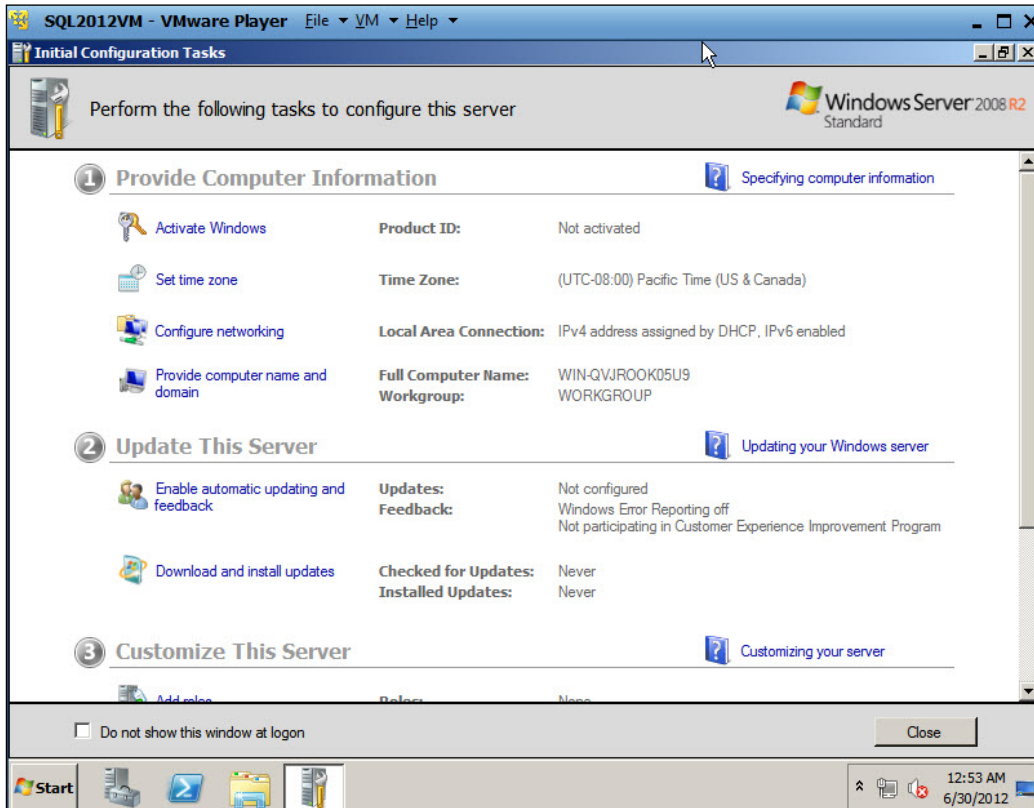 SQL2012VM - VMware Player File VM Help
Initial Configuration Tasks
Perform the following tasks to configure this server
Windows Server 2008 R2
Standard
1 Provide Computer Information
Specifying computer information
Activate Windows Product ID: Not activated
Set time zone Time Zone: (UTC-08:00) Pacific Time (US & Canada)
Configure networking Local Area Connection: IPv4 address assigned by DHCP, IPv6 enabled
Provide computer name and domain
Full Computer Name: WIN-QVJROOK05U9
Workgroup: WORKGROUP
2 Update This Server
Updating your Windows server
Enable automatic updating and feedback
Updates: Not configured
Feedback: Windows Error Reporting off
Not participating in Customer Experience Improvement Program
Download and install updates
Checked for Updates: Never
Installed Updates: Never
3 Customize This Server
Customizing your server
Add roles Roles: None
Do not show this window at logon
Close
Start
12:53 AM
6/30/2012